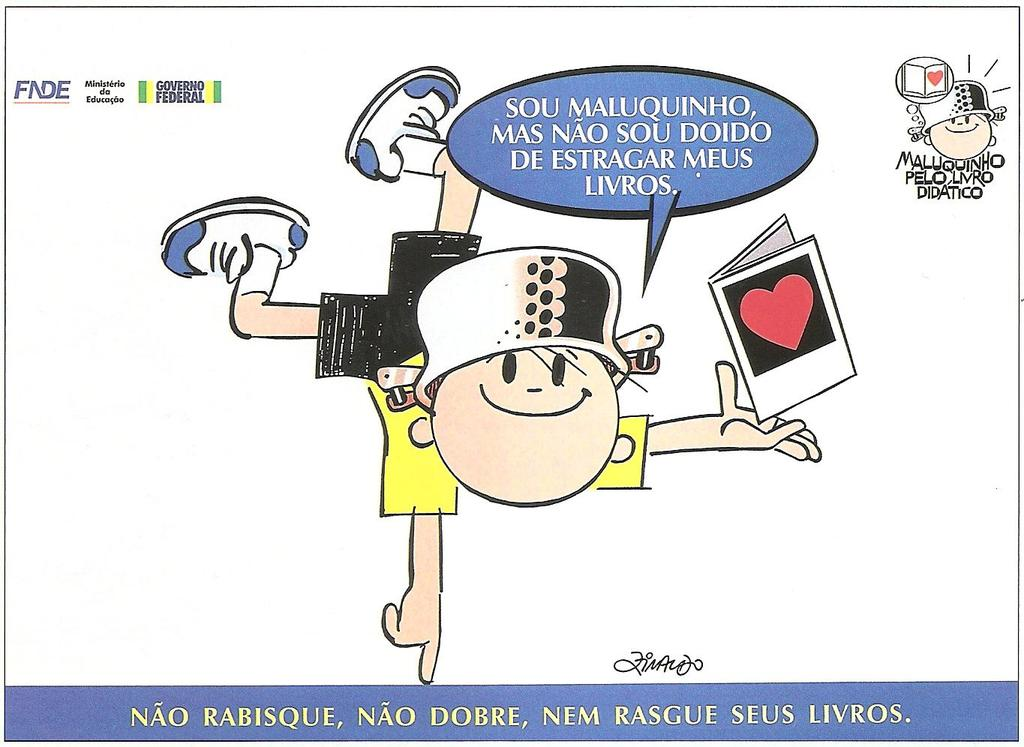 FNDE
Ministério
da
Educação
GOVERNO
FEDERAL
SOU MALUQUINHO,
MAS NÃO SOU DOIDO
DE ESTRAGAR MEUS
LIVROS.
MALUQUINHO
PELO LIVRO
DIDÁTICO
ZIRALDO
NÃO RABISQUE, NÃO DOBRE, NEM RASGUE SEUS LIVROS.